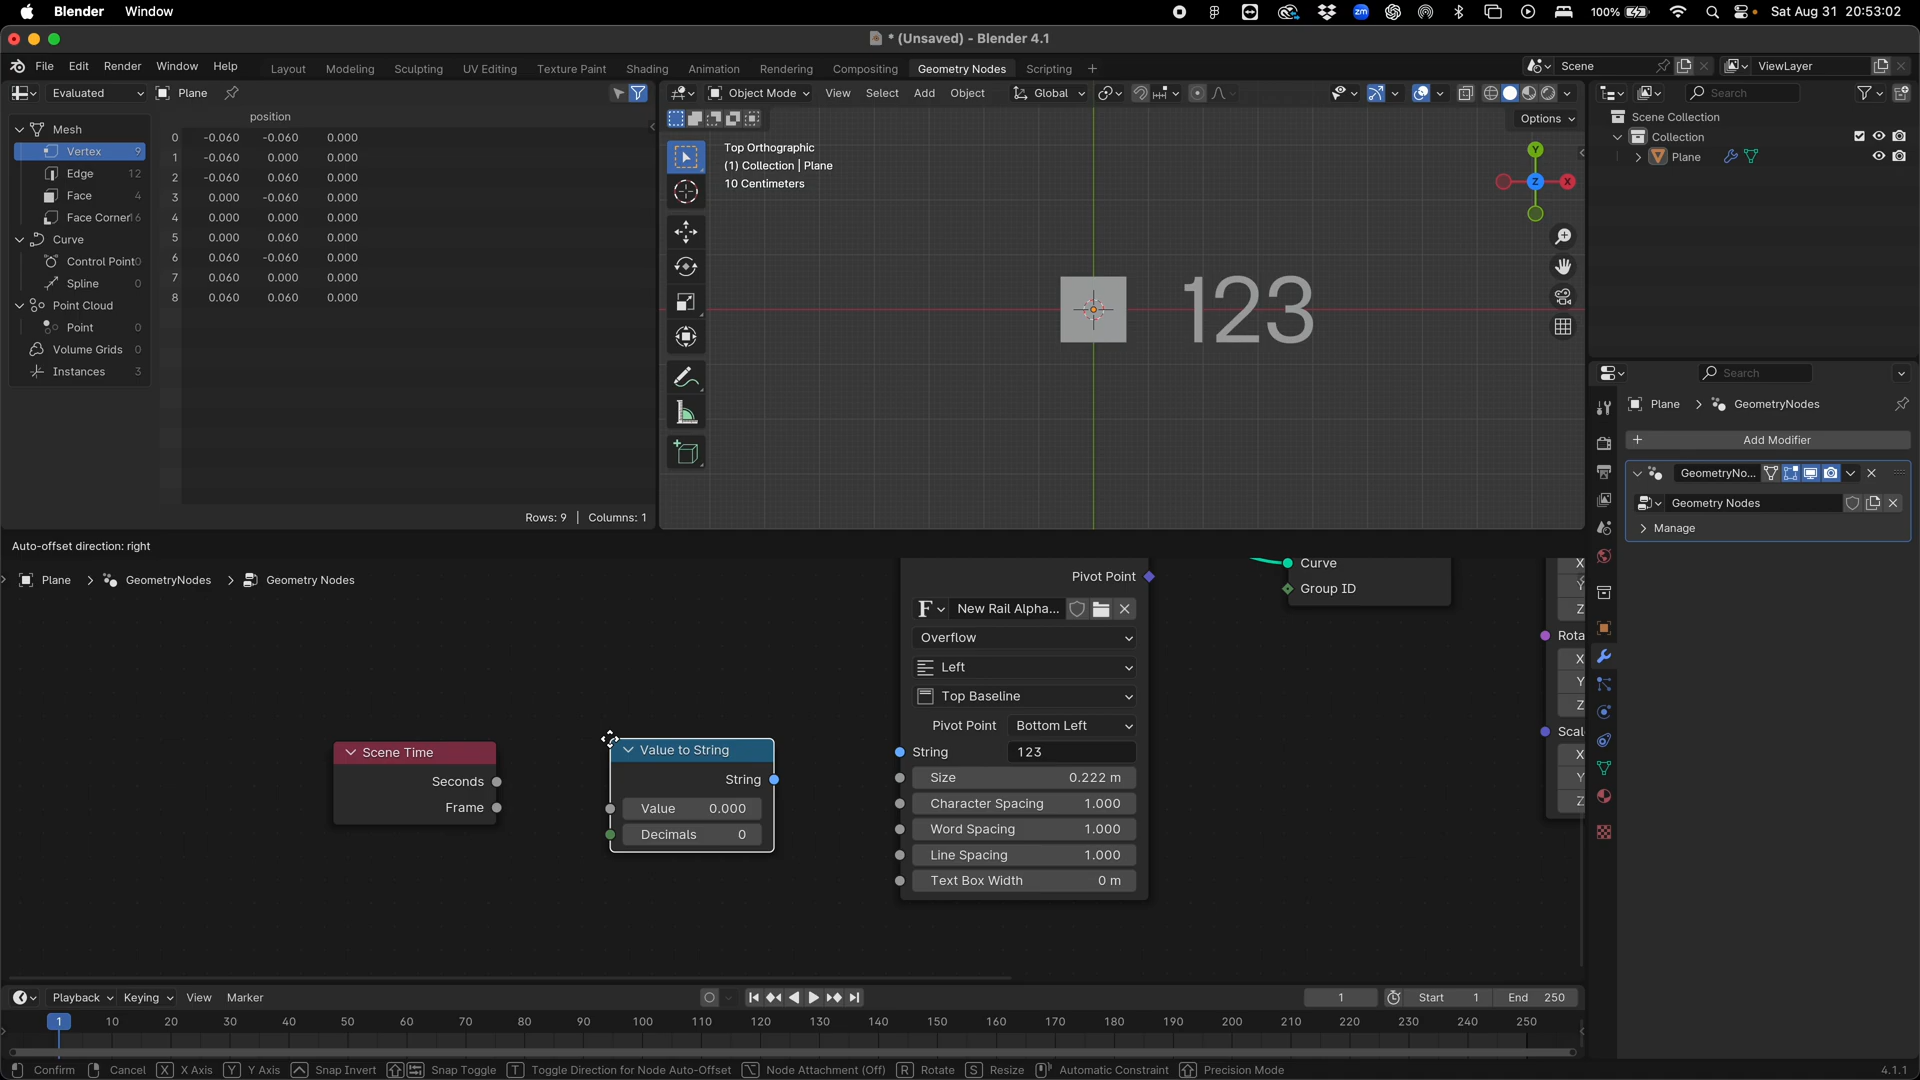 Blender Window 100% Sat Aug 31 20:53:02
* (Unsaved) - Blender 4.1
File Edit Render Window Help Layout Modeling Sculpting UV Editing Texture Paint Shading Animation Rendering Compositing Geometry Nodes Scripting + Scene ViewLayer
Evaluated Plane Object Mode View Select Add Object Global Search
Options
Mesh
Vertex 9
Edge 12
Face 4
Face Corner 16
Curve
Control Point 0
Spline 0
Point Cloud
Point 0
Volume Grids 0
Instances 3
position
0 -0.060 -0.060 0.000
1 -0.060 0.000 0.000
2 -0.060 0.060 0.000
3 0.000 -0.060 0.000
4 0.000 0.000 0.000
5 0.000 0.060 0.000
6 0.060 -0.060 0.000
7 0.060 0.000 0.000
8 0.060 0.060 0.000
Rows: 9 | Columns: 1
Top Orthographic
(1) Collection | Plane
10 Centimeters
123
Y
Z
X
Scene Collection
Collection
Plane
Search
Plane > GeometryNodes
+ Add Modifier
GeometryNo...
Geometry Nodes
Manage
Auto-offset direction: right
Plane > GeometryNodes > Geometry Nodes
Scene Time
Seconds
Frame
Value to String
String
Value 0.000
Decimals 0
Pivot Point
F New Rail Alpha...
Overflow
Left
Top Baseline
Pivot Point Bottom Left
String 123
Size 0.222 m
Character Spacing 1.000
Word Spacing 1.000
Line Spacing 1.000
Text Box Width 0 m
Curve
Group ID
X
Y
Z
Rota
X
Y
Z
Scal
X
Y
Z
Playback Keying View Marker 1 Start 1 End 250
1 10 20 30 40 50 60 70 80 90 100 110 120 130 140 150 160 170 180 190 200 210 220 230 240 250
Confirm Cancel X X Axis Y Y Axis Snap Invert Snap Toggle T Toggle Direction for Node Auto-Offset Node Attachment (Off) R Rotate S Resize Automatic Constraint Precision Mode 4.1.1